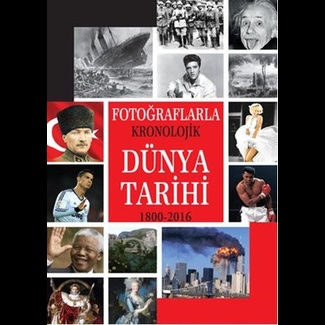 FOTOĞRAFLARLA
KRONOLOJİK
DÜNYA
TARİHİ
1800-2016